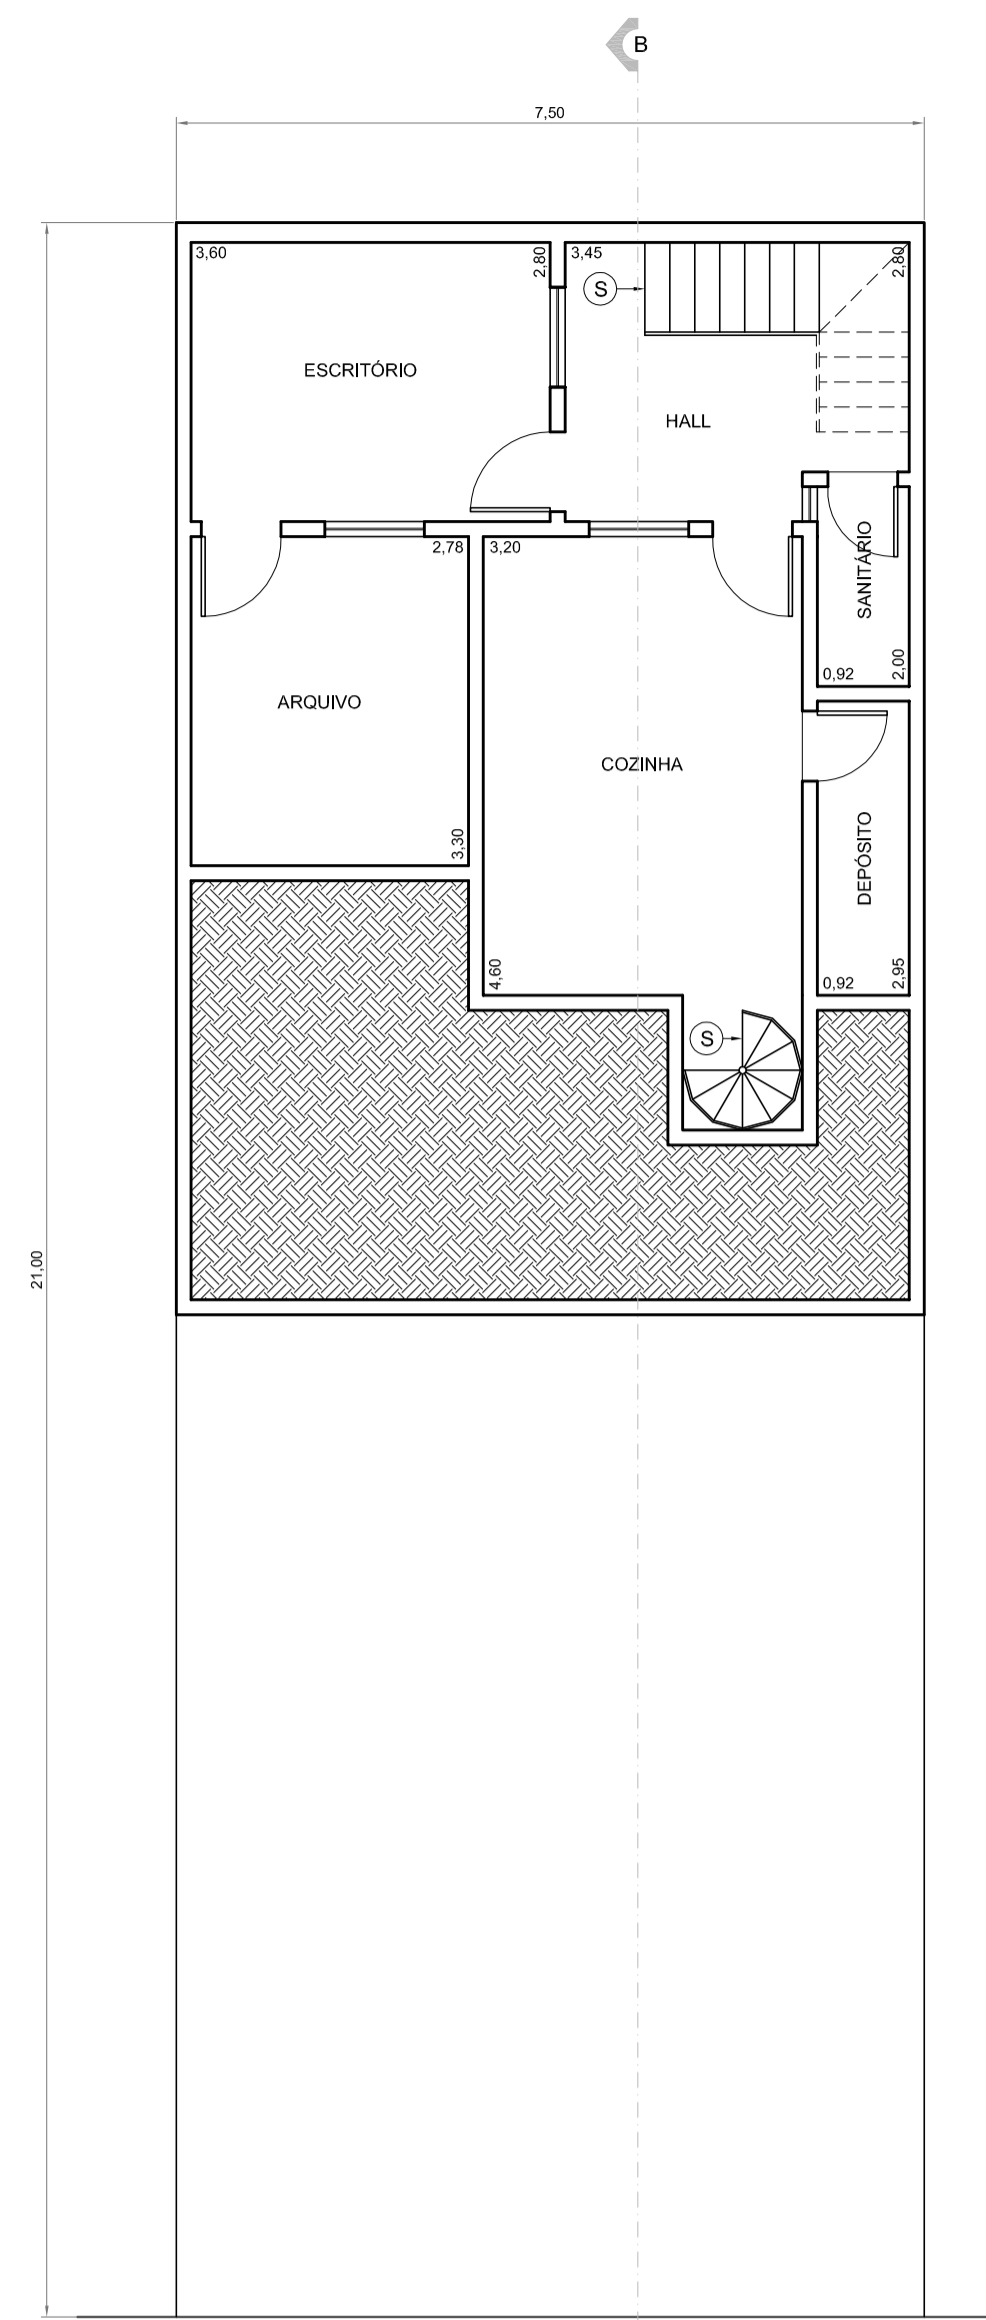 B
7,50
3,60
2,80
3,45
2,80
S
ESCRITÓRIO
HALL
2,78
3,20
SANITÁRIO
0,92
2,00
ARQUIVO
COZINHA
3,30
DEPÓSITO
4,60
0,92
2,95
S
21,00